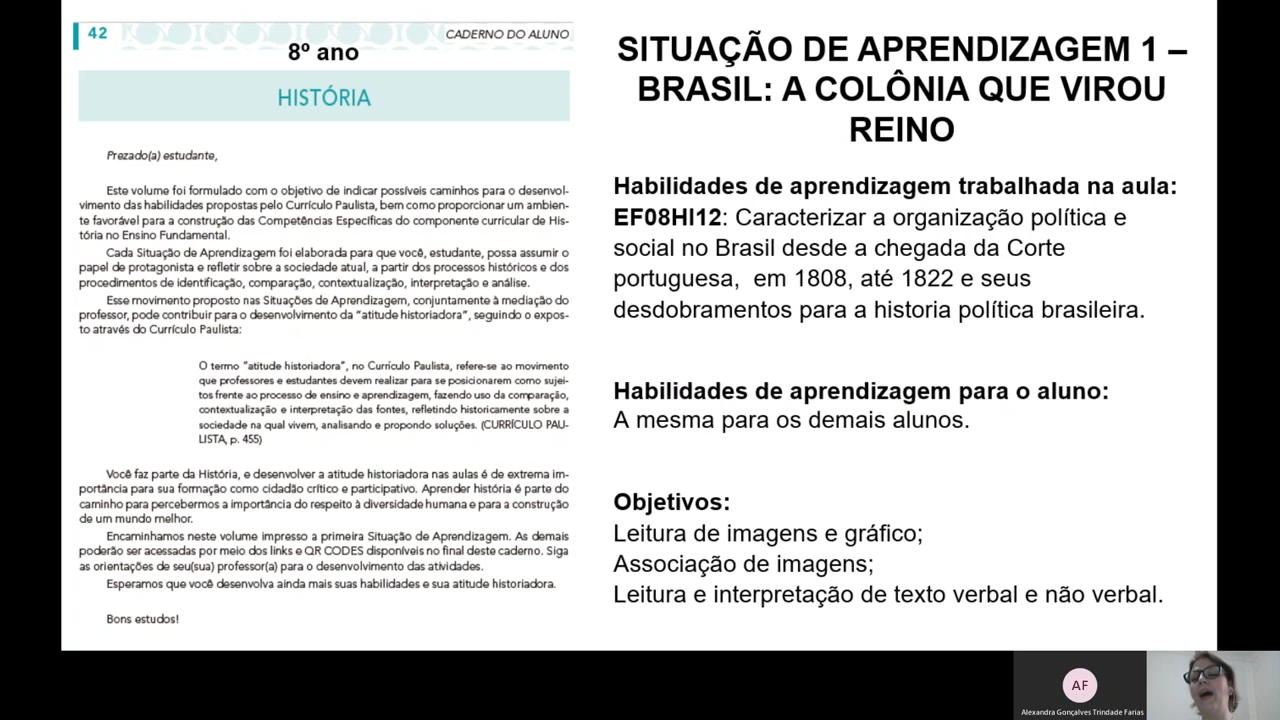 42
CADERNO DO ALUNO
8º ano
HISTÓRIA
Prezado(a) estudante,
Este volume foi formulado com o objetivo de indicar possíveis caminhos para o desenvol-
vimento das habilidades propostas pelo Currículo Paulista, bem como proporcionar um ambien-
te favorável para a construção das Competências Específicas do componente curricular de His-
tória no Ensino Fundamental.
Cada Situação de Aprendizagem foi elaborada para que você, estudante, possa assumir o
papel de protagonista e refletir sobre a sociedade atual, a partir dos processos históricos e dos
procedimentos de identificação, comparação, contextualização, interpretação e análise.
Esse movimento proposto nas Situações de Aprendizagem, conjuntamente à mediação do
professor, pode contribuir para o desenvolvimento da “atitude historiadora”, seguindo o expos-
to através do Currículo Paulista:
O termo “atitude historiadora”, no Currículo Paulista, refere-se ao movimento
que professores e estudantes devem realizar para se posicionarem como sujei-
tos frente ao processo de ensino e aprendizagem, fazendo uso da comparação,
contextualização e interpretação das fontes, refletindo historicamente sobre a
sociedade na qual vivem, analisando e propondo soluções. (CURRÍCULO PAU-
LISTA, p. 455)
Você faz parte da História, e desenvolver a atitude historiadora nas aulas é de extrema im-
portância para sua formação como cidadão crítico e participativo. Aprender história é parte do
caminho para percebermos a importância do respeito à diversidade humana e para a construção
de um mundo melhor.
Encaminhamos neste volume impresso a primeira Situação de Aprendizagem. As demais
poderão ser acessadas por meio dos links e QR CODES disponíveis no final deste caderno. Siga
as orientações de seu(sua) professor(a) para o desenvolvimento das atividades.
Esperamos que você desenvolva ainda mais suas habilidades e sua atitude historiadora.
Bons estudos!
SITUAÇÃO DE APRENDIZAGEM 1 –
BRASIL: A COLÔNIA QUE VIROU
REINO
Habilidades de aprendizagem trabalhada na aula:
EF08HI12: Caracterizar a organização política e
social no Brasil desde a chegada da Corte
portuguesa, em 1808, até 1822 e seus
desdobramentos para a historia política brasileira.
Habilidades de aprendizagem para o aluno:
A mesma para os demais alunos.
Objetivos:
Leitura de imagens e gráfico;
Associação de imagens;
Leitura e interpretação de texto verbal e não verbal.
AF
Alexandra Gonçalves Trindade Farias